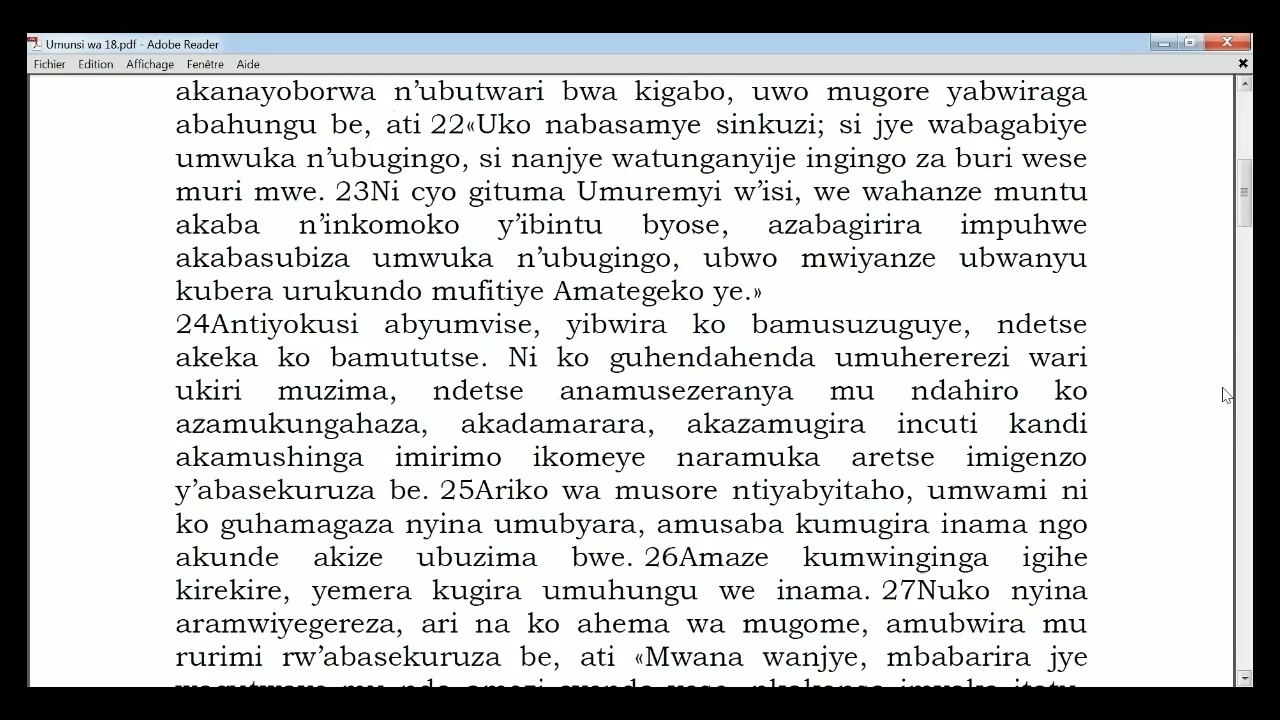 Umunsi wa 18.pdf - Adobe Reader
Fichier Edition Affichage Fenêtre Aide
akanayoborwa n’ubutwari bwa kigabo, uwo mugore yabwiraga
abahungu be, ati 22«Uko nabasamye sinkuzi; si jye wabagabiye
umwuka n’ubugingo, si nanjye watunganyije ingingo za buri wese
muri mwe. 23Ni cyo gituma Umuremyi w’isi, we wahanze muntu
akaba n’inkomoko y’ibintu byose, azabagirira impuhwe
akabasubiza umwuka n’ubugingo, ubwo mwiyanze ubwanyu
kubera urukundo mufitiye Amategeko ye.»
24Antiyokusi abyumvise, yibwira ko bamusuzuguye, ndetse
akeka ko bamututse. Ni ko guhendahenda umuhererezi wari
ukiri muzima, ndetse anamusezeranya mu ndahiro ko
azamukungahaza, akadamarara, akazamugira incuti kandi
akamushinga imirimo ikomeye naramuka aretse imigenzo
y’abasekuruza be. 25Ariko wa musore ntiyabyitaho, umwami ni
ko guhamagaza nyina umubyara, amusaba kumugira inama ngo
akunde akize ubuzima bwe. 26Amaze kumwinginga igihe
kirekire, yemera kugira umuhungu we inama. 27Nuko nyina
aramwiyegereza, ari na ko ahema wa mugome, amubwira mu
rurimi rw’abasekuruza be, ati «Mwana wanjye, mbabarira jye